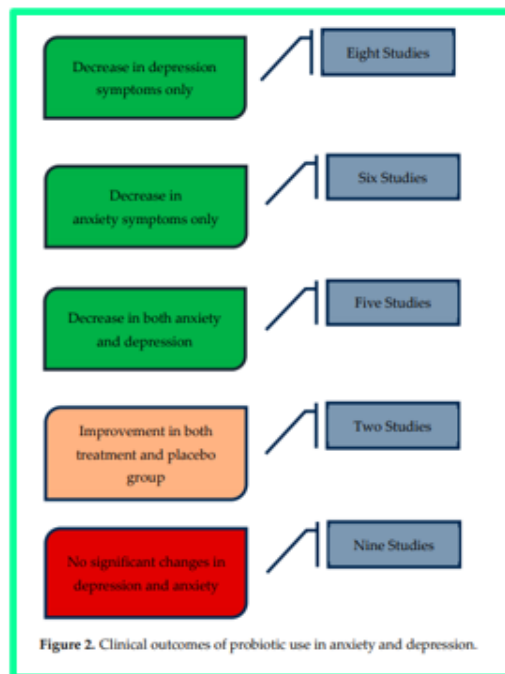 Decrease in depression
symptoms only
Eight Studies
Decrease in
anxiety symptoms only
Six Studies
Decrease in both anxiety
and depression
Five Studies
Improvement in both
treatment and placebo
group
Two Studies
No significant changes in
depression and anxiety
Nine Studies
Figure 2. Clinical outcomes of probiotic use in anxiety and depression.